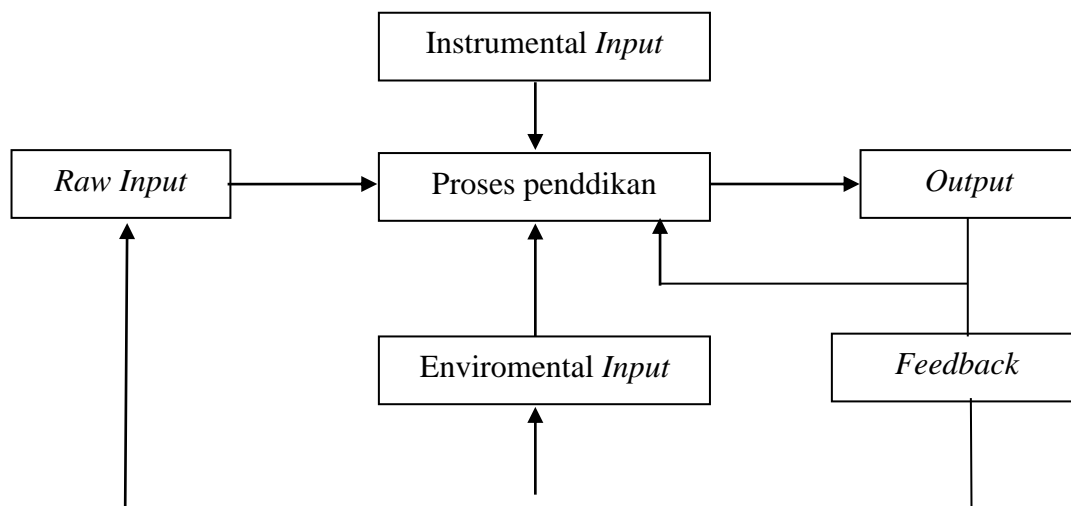 Instrumental Input
Raw Input
Proses penddikan
Output
Enviromental Input
Feedback